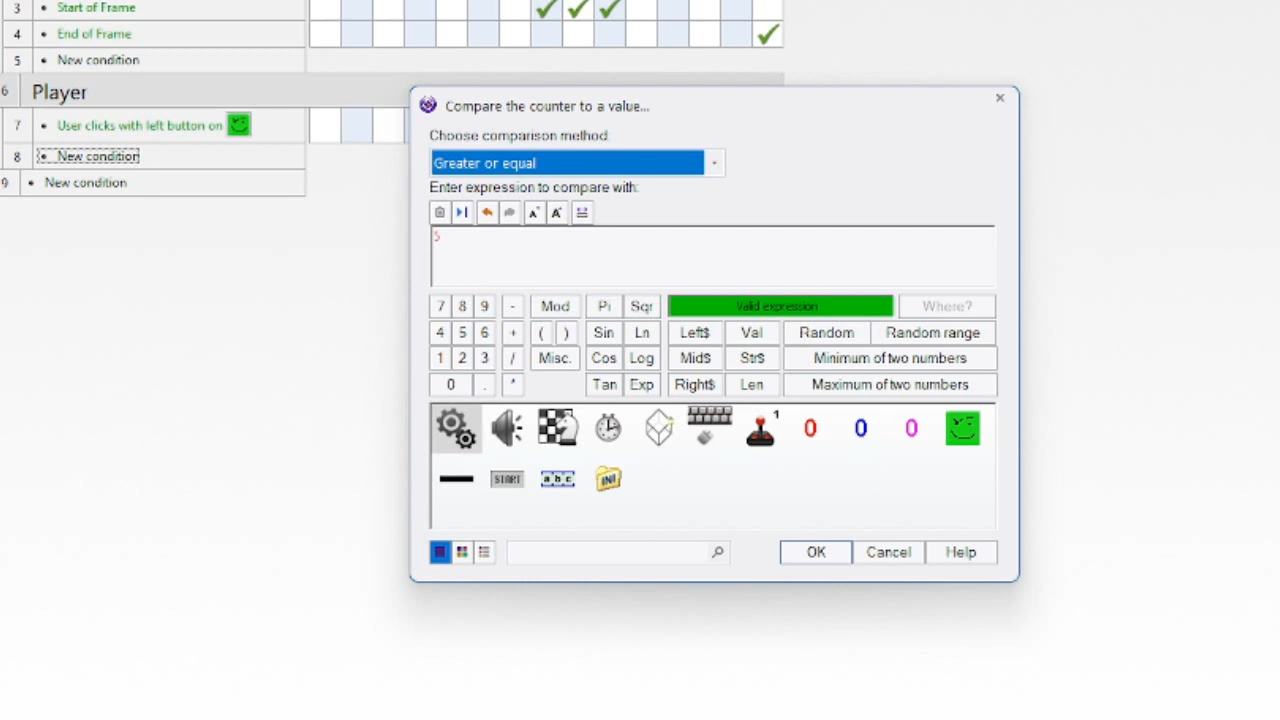 3 • Start of Frame
4 • End of Frame
5 • New condition
6 Player
7 • User clicks with left button on
8 • New condition
9 • New condition
Compare the counter to a value...
Choose comparison method:
Greater or equal
Enter expression to compare with:
A A
5
7 8 9 - Mod Pi Sqr Valid expression Where?
4 5 6 + ( ) Sin Ln Left$ Val Random Random range
1 2 3 / Misc. Cos Log Mid$ Str$ Minimum of two numbers
0 . * Tan Exp Right$ Len Maximum of two numbers
1 0 0 0
START abc INI
OK Cancel Help